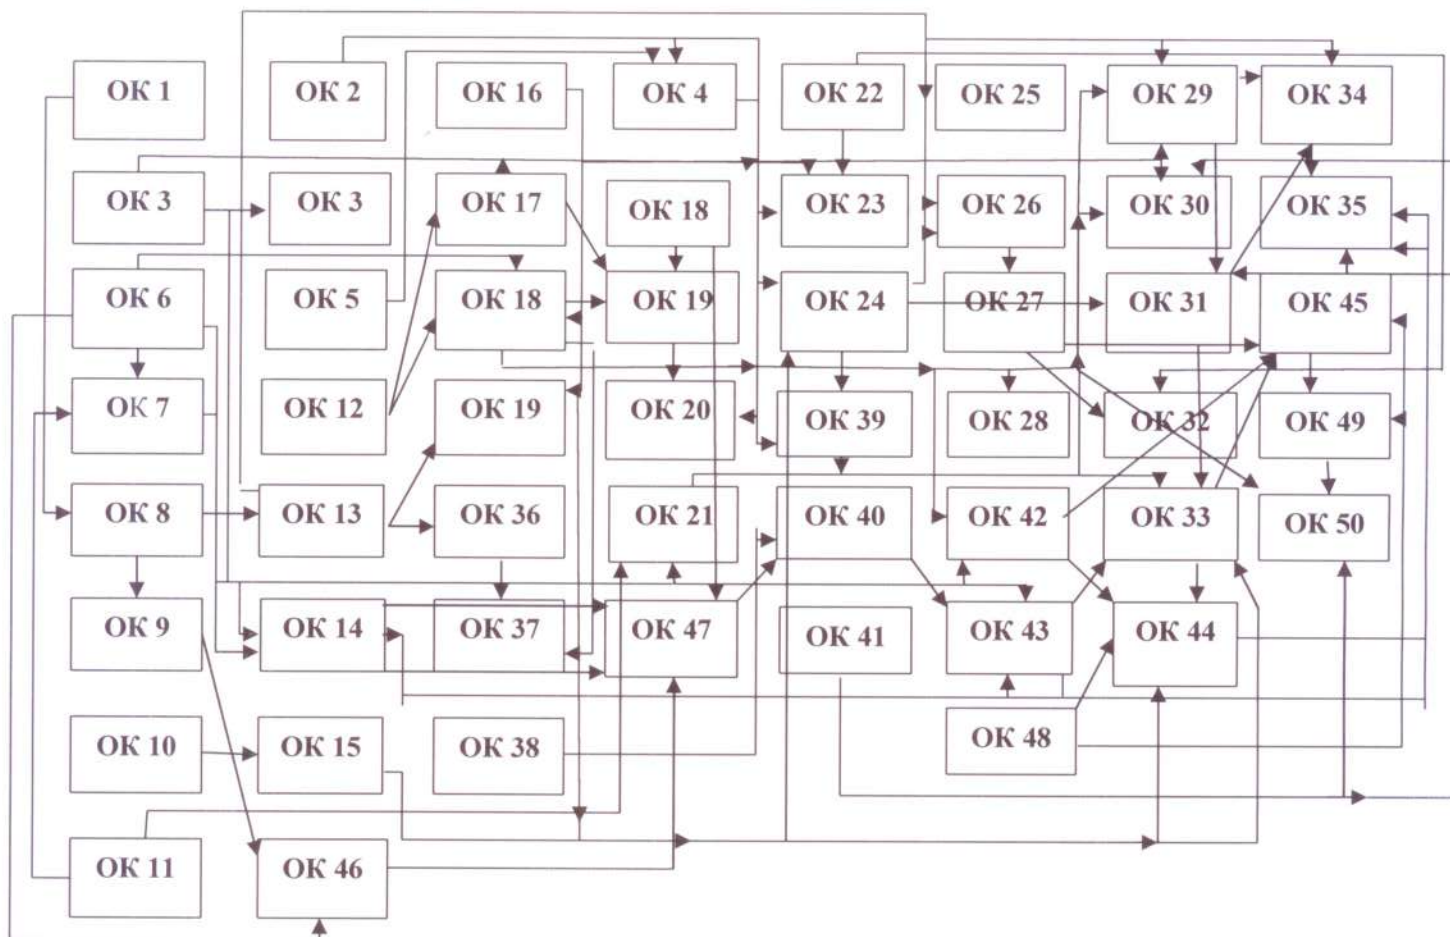 ОК 1
ОК 2
ОК 16
ОК 4
ОК 22
ОК 25
ОК 29
ОК 34
ОК 3
ОК 3
ОК 17
ОК 18
ОК 23
ОК 26
ОК 30
ОК 35
ОК 6
ОК 5
ОК 18
ОК 19
ОК 24
ОК 27
ОК 31
ОК 45
ОК 7
ОК 12
ОК 19
ОК 20
ОК 39
ОК 28
ОК 32
ОК 49
ОК 8
ОК 13
ОК 36
ОК 21
ОК 40
ОК 42
ОК 33
ОК 50
ОК 9
ОК 14
ОК 37
ОК 47
ОК 41
ОК 43
ОК 44
ОК 10
ОК 15
ОК 38
ОК 48
ОК 11
ОК 46